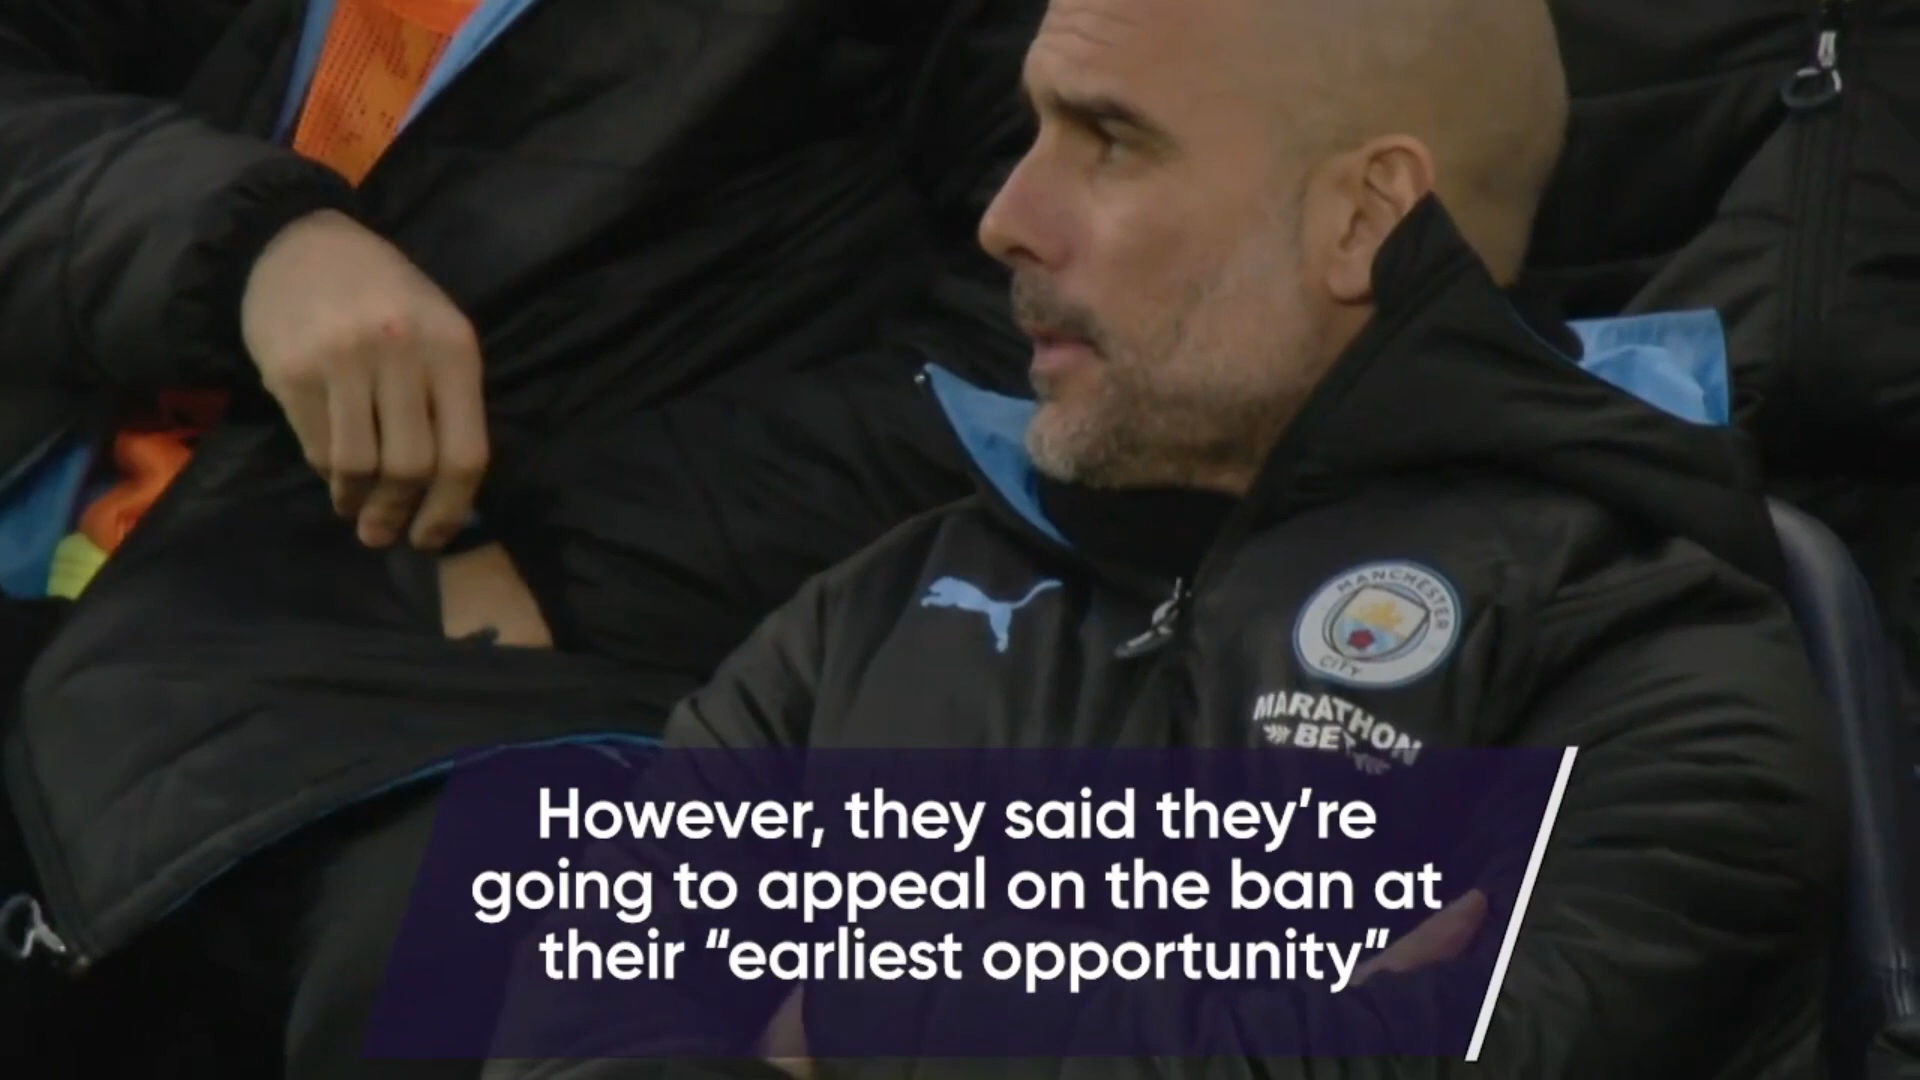 MANCHESTER
CITY
MARATHON
BET
However, they said they’re
going to appeal on the ban at
their “earliest opportunity”